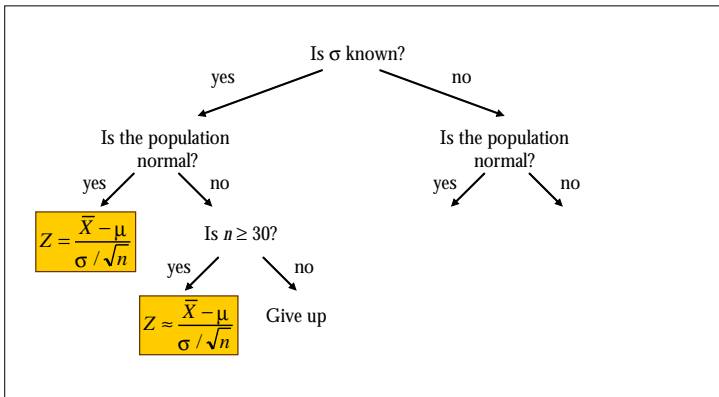 Is σ known?
yes no
Is the population normal? Is the population normal?
yes no yes no
Z = (X̅ − μ) / (σ / √n)
Is n ≥ 30?
yes no
Z ≈ (X̅ − μ) / (σ / √n)
Give up